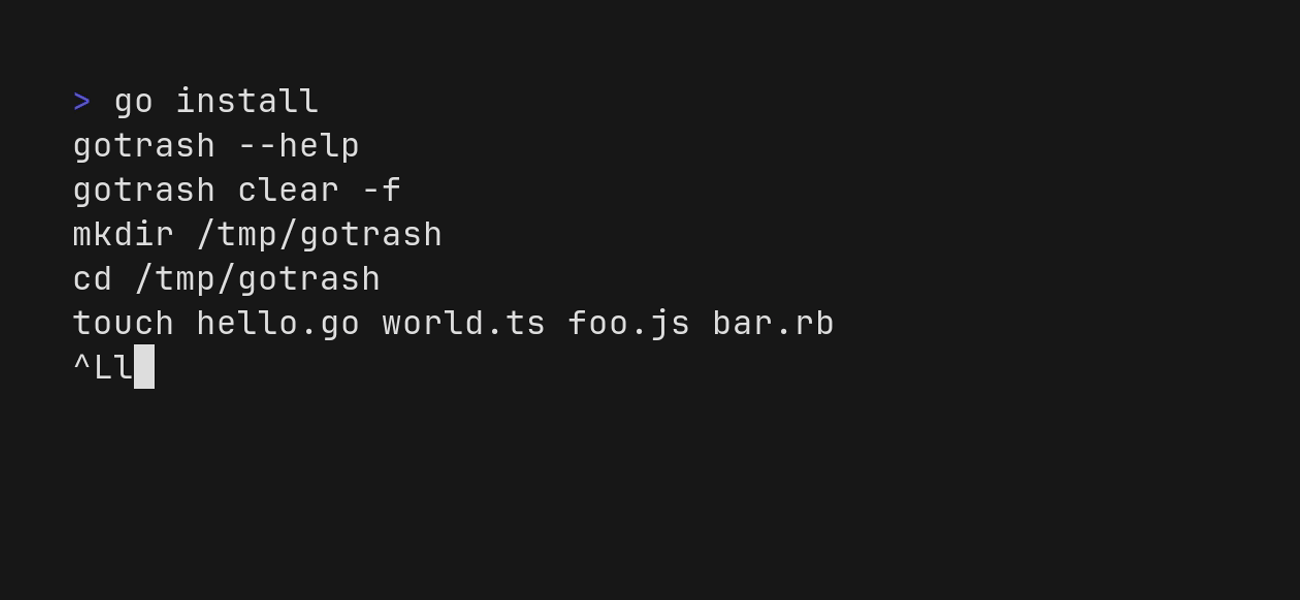 > go install
gotrash --help
gotrash clear -f
mkdir /tmp/gotrash
cd /tmp/gotrash
touch hello.go world.ts foo.js bar.rb
^Ll